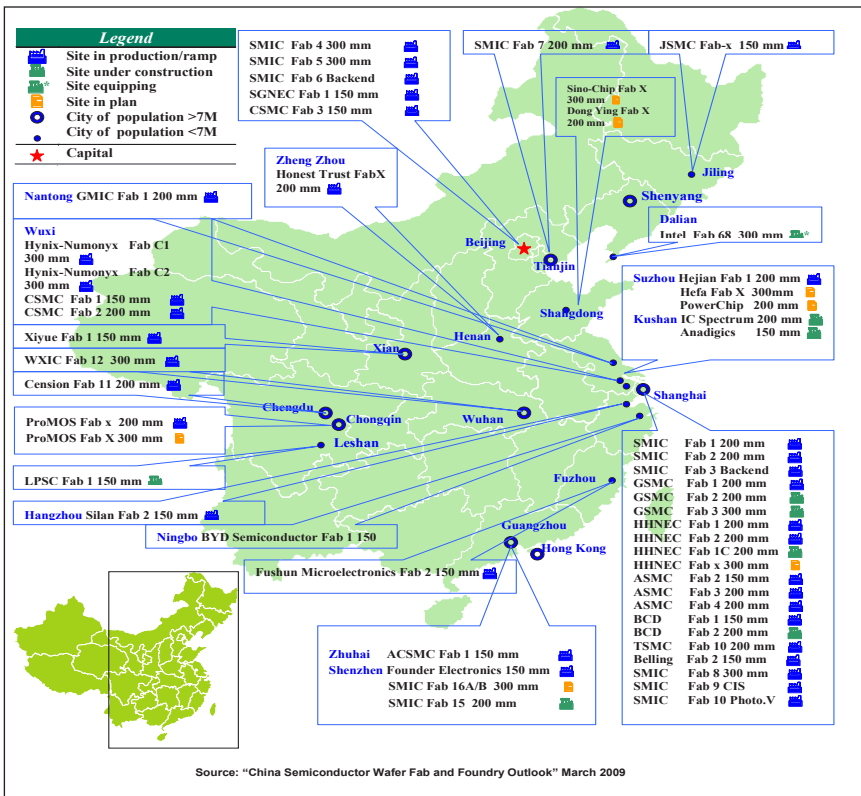 Legend
Site in production/ramp
Site under construction
* Site equipping
Site in plan
City of population >7M
City of population <7M
Capital
SMIC Fab 4 300 mm
SMIC Fab 5 300 mm
SMIC Fab 6 Backend
SGNEC Fab 1 150 mm
CSMC Fab 3 150 mm
SMIC Fab 7 200 mm
JSMC Fab-x 150 mm
Sino-Chip Fab X
300 mm
Dong Ying Fab X
200 mm
Zheng Zhou
Honest Trust FabX
200 mm
Jiling
Shenyang
Nantong GMIC Fab 1 200 mm
Dalian
Intel Fab 68 300 mm *
Beijing
Tianjin
Wuxi
Hynix-Numonyx Fab C1
300 mm
Hynix-Numonyx Fab C2
300 mm
CSMC Fab 1 150 mm
CSMC Fab 2 200 mm
Suzhou Hejian Fab 1 200 mm
Hefa Fab X 300mm
PowerChip 200 mm
Kushan IC Spectrum 200 mm
Anadigics 150 mm
Shangdong
Henan
Xian
Xiyue Fab 1 150 mm
WXIC Fab 12 300 mm
Cension Fab 11 200 mm
Shanghai
Chengdu
Chongqin
Wuhan
Leshan
ProMOS Fab x 200 mm
ProMOS Fab X 300 mm
LPSC Fab 1 150 mm
Hangzhou Silan Fab 2 150 mm
Ningbo BYD Semiconductor Fab 1 150
Fuzhou
Guangzhou
Hong Kong
Fushun Microelectronics Fab 2 150 mm
SMIC Fab 1 200 mm
SMIC Fab 2 200 mm
SMIC Fab 3 Backend
GSMC Fab 1 200 mm
GSMC Fab 2 200 mm
GSMC Fab 3 300 mm
HHNEC Fab 1 200 mm
HHNEC Fab 2 200 mm
HHNEC Fab 1C 200 mm
HHNEC Fab x 300 mm
ASMC Fab 2 150 mm
ASMC Fab 3 200 mm
ASMC Fab 4 200 mm
BCD Fab 1 150 mm
BCD Fab 2 200 mm
TSMC Fab 10 200 mm
Belling Fab 2 150 mm
SMIC Fab 8 300 mm
SMIC Fab 9 CIS
SMIC Fab 10 Photo.V
Zhuhai ACSMC Fab 1 150 mm
Shenzhen Founder Electronics 150 mm
SMIC Fab 16A/B 300 mm
SMIC Fab 15 200 mm
Source: “China Semiconductor Wafer Fab and Foundry Outlook” March 2009